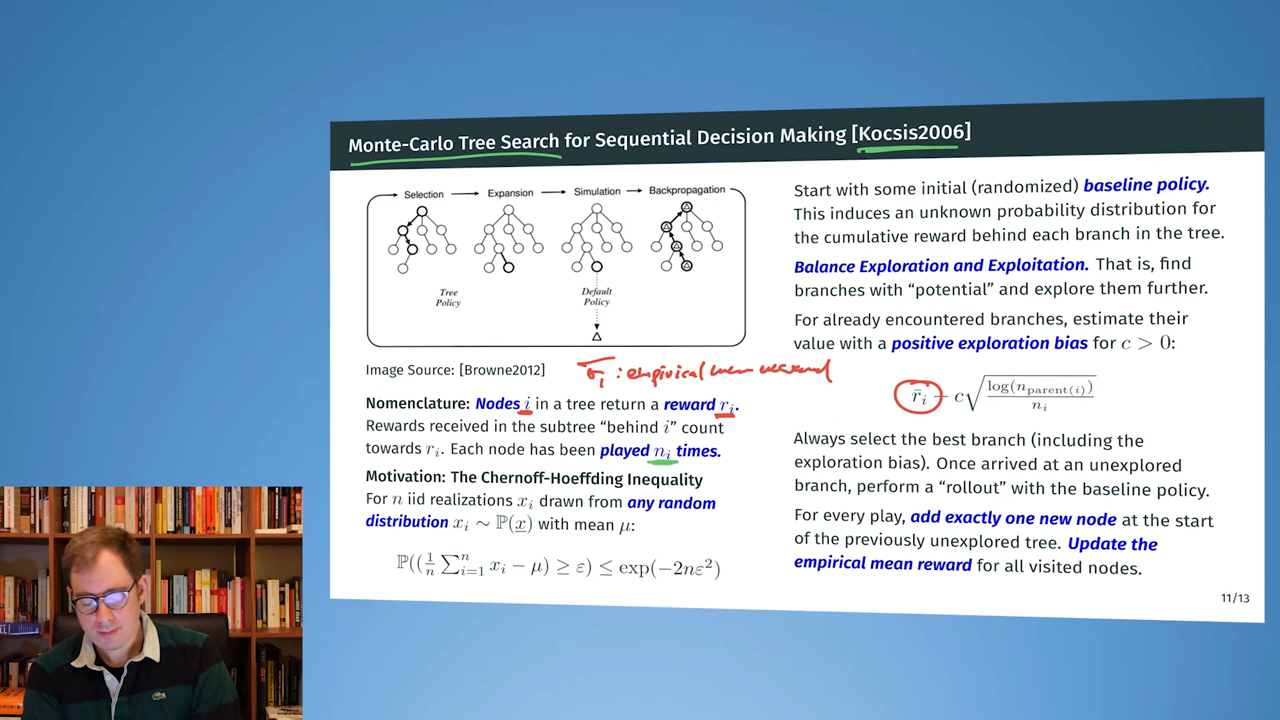 Monte-Carlo Tree Search for Sequential Decision Making [Kocsis2006]
Selection Expansion Simulation Backpropagation
Tree
Policy
Default
Policy
Image Source: [Browne2012]
r̄ᵢ : empirical mean reward
Nomenclature: Nodes i in a tree return a reward rᵢ.
Rewards received in the subtree “behind i” count
towards rᵢ. Each node has been played nᵢ times.
Motivation: The Chernoff-Hoeffding Inequality
For n iid realizations xᵢ drawn from any random
distribution xᵢ ∼ ℙ(x) with mean μ:
ℙ((1/n ∑ⁿᵢ₌₁ xᵢ − μ) ≥ ε) ≤ exp(−2nε²)
Start with some initial (randomized) baseline policy.
This induces an unknown probability distribution for
the cumulative reward behind each branch in the tree.
Balance Exploration and Exploitation. That is, find
branches with “potential” and explore them further.
For already encountered branches, estimate their
value with a positive exploration bias for c > 0:
r̄ᵢ + c√(log(n_parent(i))/nᵢ)
Always select the best branch (including the
exploration bias). Once arrived at an unexplored
branch, perform a “rollout” with the baseline policy.
For every play, add exactly one new node at the start
of the previously unexplored tree. Update the
empirical mean reward for all visited nodes.
11/13